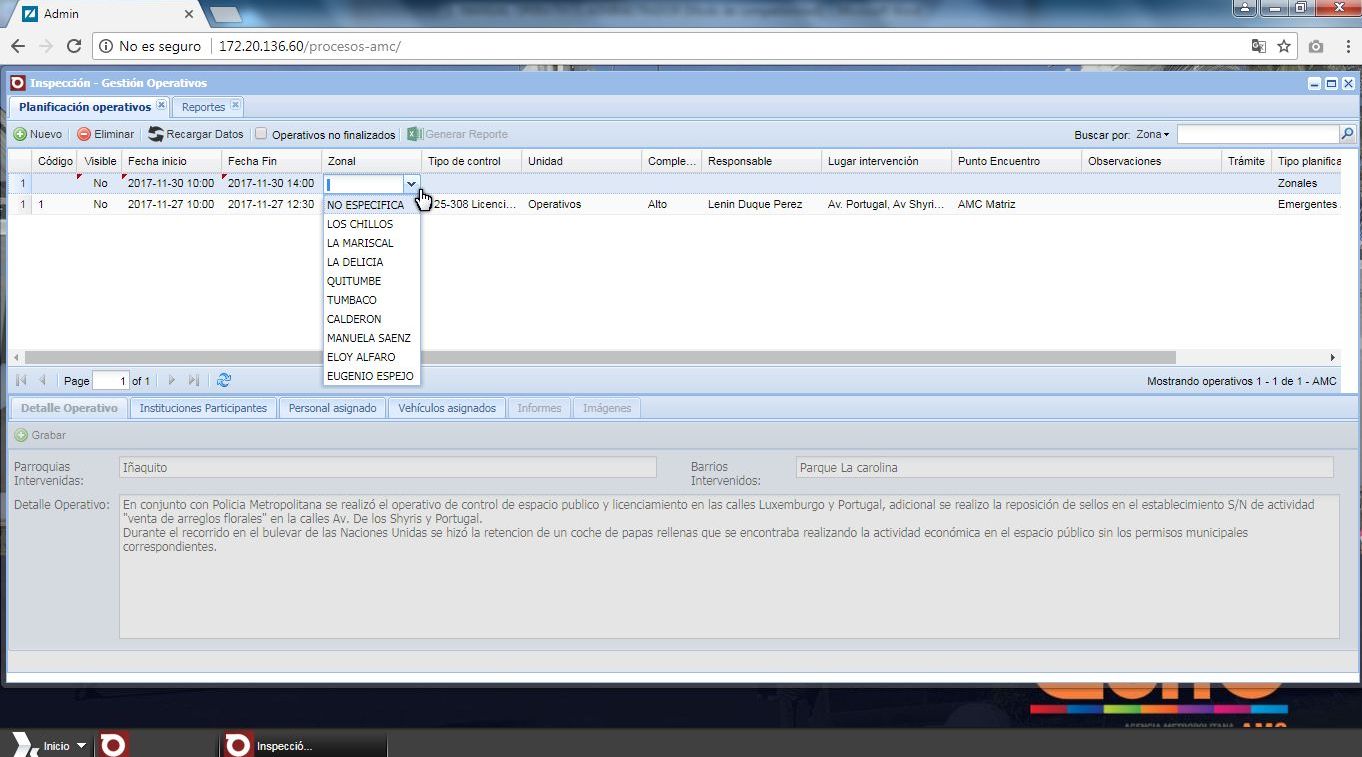 Admin
No es seguro 172.20.136.60/procesos-amc/
Inspección - Gestión Operativos
Planificación operativos Reportes
Nuevo Eliminar Recargar Datos Operativos no finalizados Generar Reporte Buscar por: Zona
Código Visible Fecha inicio Fecha Fin Zonal Tipo de control Unidad Comple... Responsable Lugar intervención Punto Encuentro Observaciones Trámite Tipo planifica
1 No 2017-11-30 10:00 2017-11-30 14:00 Zonales
1 1 No 2017-11-27 10:00 2017-11-27 12:30 NO ESPECIFICA 25-308 Licenci... Operativos Alto Lenin Duque Perez Av. Portugal, Av Shyri... AMC Matriz Emergentes
LOS CHILLOS
LA MARISCAL
LA DELICIA
QUITUMBE
TUMBACO
CALDERON
MANUELA SAENZ
ELOY ALFARO
EUGENIO ESPEJO
Page 1 of 1 Mostrando operativos 1 - 1 de 1 - AMC
Detalle Operativo Instituciones Participantes Personal asignado Vehículos asignados Informes Imágenes
Grabar
Parroquias Intervenidas: Iñaquito Barrios Intervenidos: Parque La carolina
Detalle Operativo: En conjunto con Policia Metropolitana se realizó el operativo de control de espacio publico y licenciamiento en las calles Luxemburgo y Portugal, adicional se realizo la reposición de sellos en el establecimiento S/N de actividad
"venta de arreglos florales" en la calles Av. De los Shyris y Portugal.
Durante el recorrido en el bulevar de las Naciones Unidas se hizó la retencion de un coche de papas rellenas que se encontraba realizando la actividad económica en el espacio público sin los permisos municipales
correspondientes.
AGENCIA METROPOLITANA AMC
Inicio Inspecció...